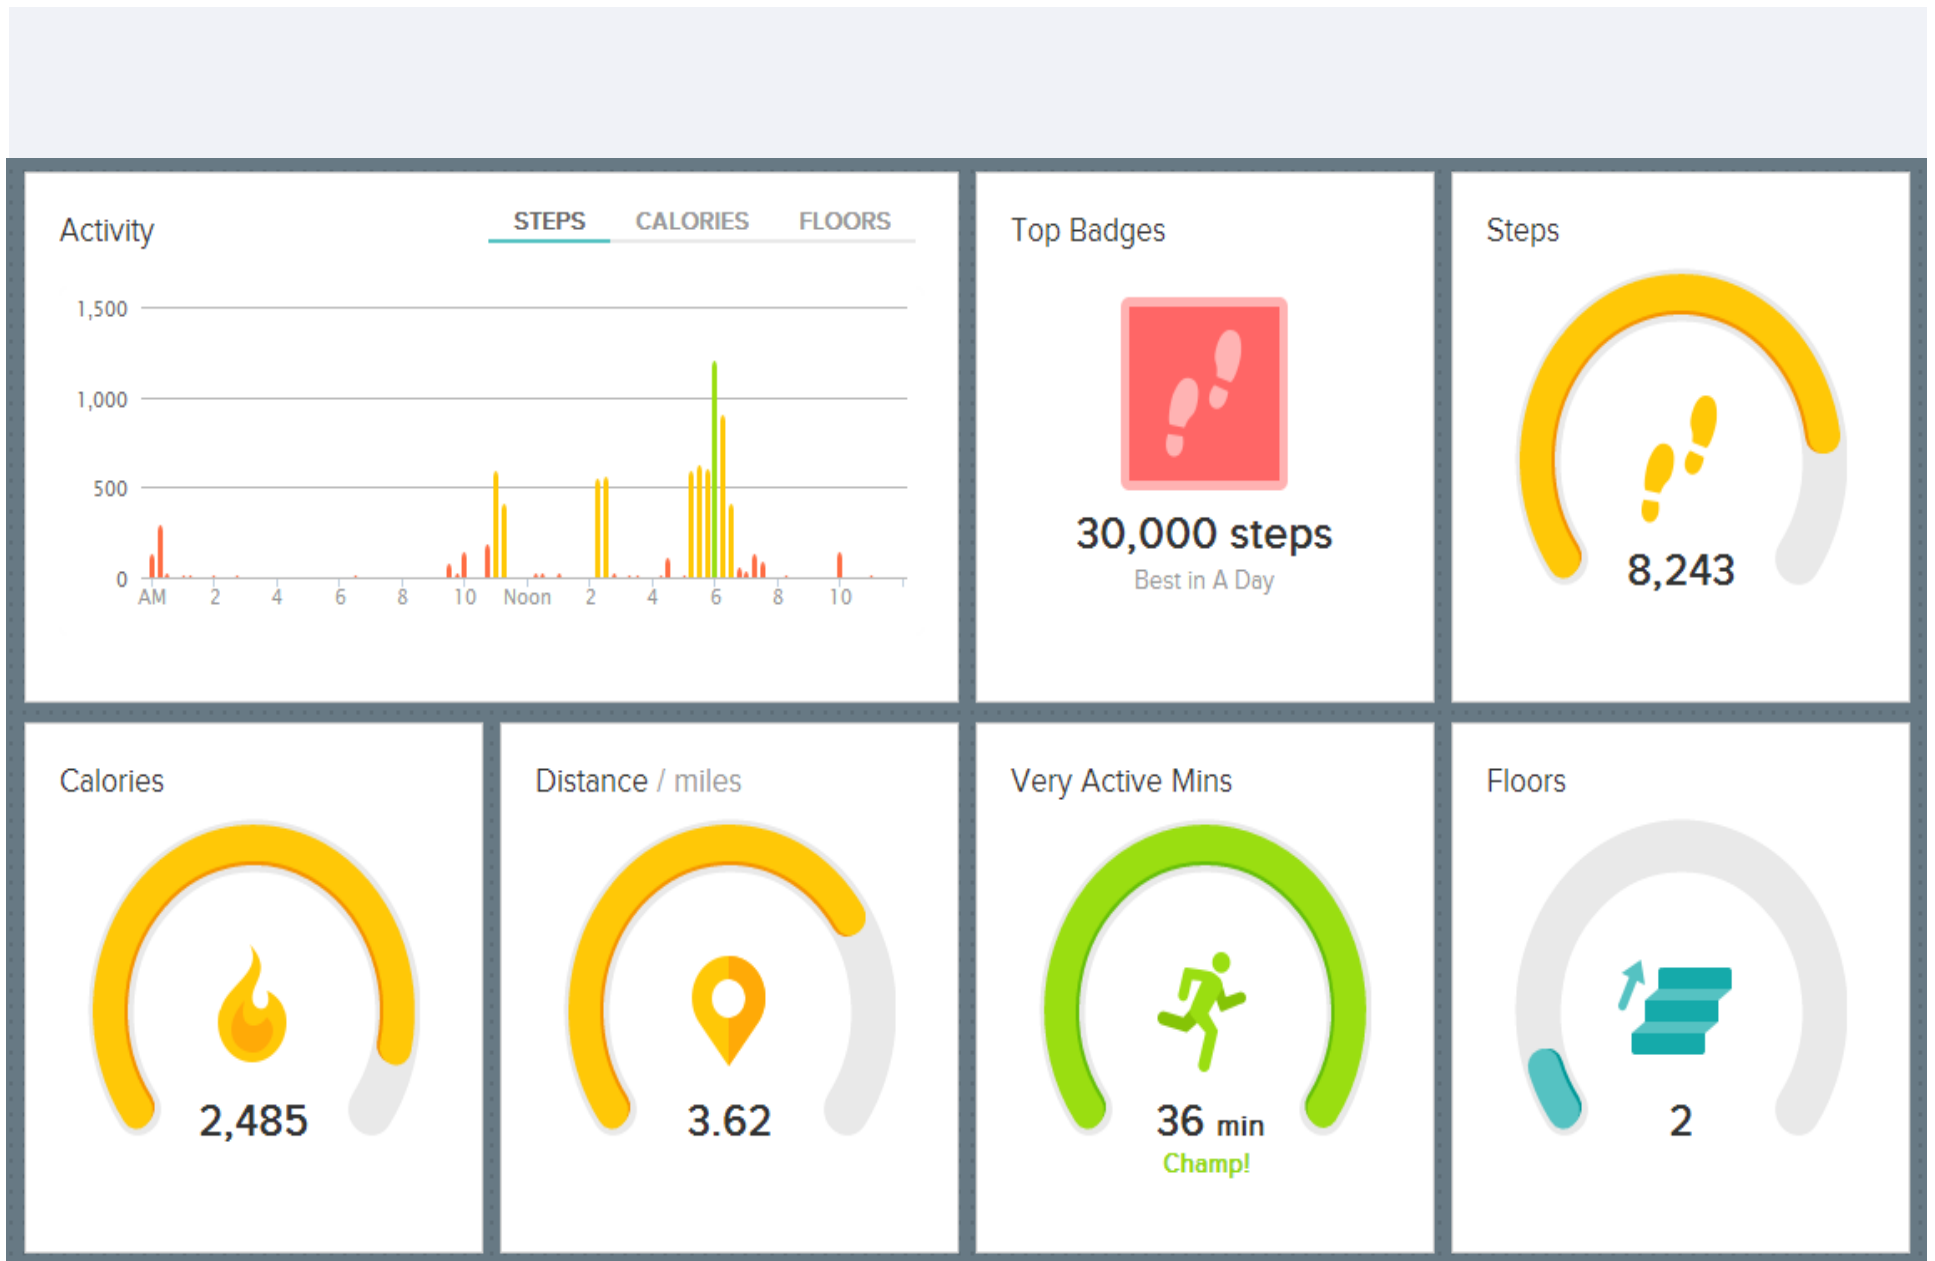 Activity
STEPS CALORIES FLOORS
1,500
1,000
500
0
AM 2 4 6 8 10 Noon 2 4 6 8 10
Top Badges
30,000 steps
Best in A Day
Steps
8,243
Calories
2,485
Distance / miles
3.62
Very Active Mins
36 min
Champ!
Floors
2